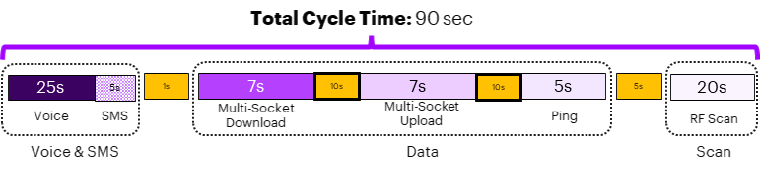 Total Cycle Time: 90 sec
25s 5s 1s 7s 10s 7s 10s 5s 5s 20s
Voice SMS Multi-Socket Download Multi-Socket Upload Ping RF Scan
Voice & SMS Data Scan